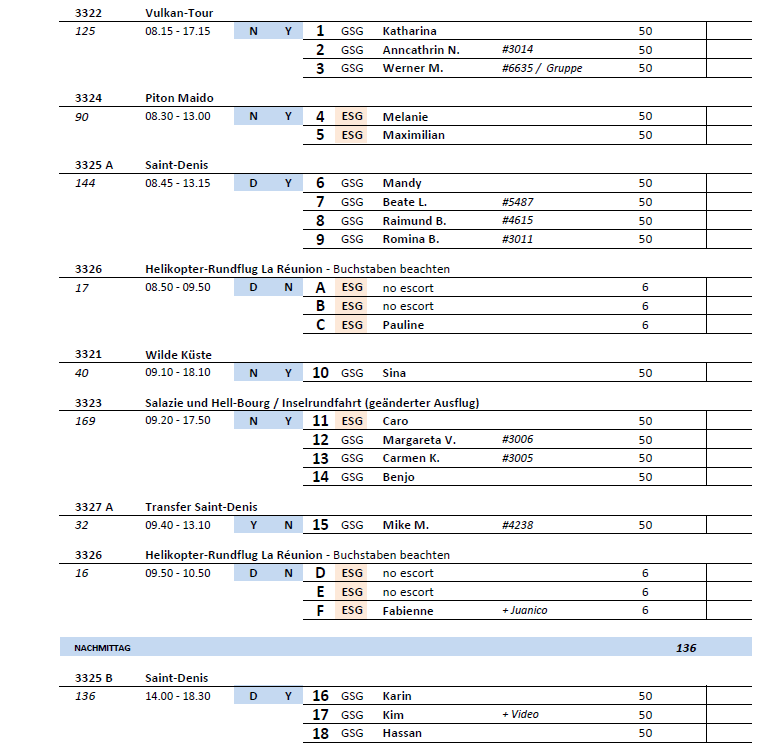 3322 Vulkan-Tour
125 08.15 - 17.15 N Y 1 GSG Katharina 50
2 GSG Anncathrin N. #3014 50
3 GSG Werner M. #6635 / Gruppe 50
3324 Piton Maido
90 08.30 - 13.00 N Y 4 ESG Melanie 50
5 ESG Maximilian 50
3325 A Saint-Denis
144 08.45 - 13.15 D Y 6 GSG Mandy 50
7 GSG Beate L. #5487 50
8 GSG Raimund B. #4615 50
9 GSG Romina B. #3011 50
3326 Helikopter-Rundflug La Réunion - Buchstaben beachten
17 08.50 - 09.50 D N A ESG no escort 6
B ESG no escort 6
C ESG Pauline 6
3321 Wilde Küste
40 09.10 - 18.10 N Y 10 GSG Sina 50
3323 Salazie und Hell-Bourg / Inselrundfahrt (geänderter Ausflug)
169 09.20 - 17.50 N Y 11 ESG Caro 50
12 GSG Margareta V. #3006 50
13 GSG Carmen K. #3005 50
14 GSG Benjo 50
3327 A Transfer Saint-Denis
32 09.40 - 13.10 Y N 15 GSG Mike M. #4238 50
3326 Helikopter-Rundflug La Réunion - Buchstaben beachten
16 09.50 - 10.50 D N D ESG no escort 6
E ESG no escort 6
F ESG Fabienne + Juanico 6
NACHMITTAG 136
3325 B Saint-Denis
136 14.00 - 18.30 D Y 16 GSG Karin 50
17 GSG Kim + Video 50
18 GSG Hassan 50